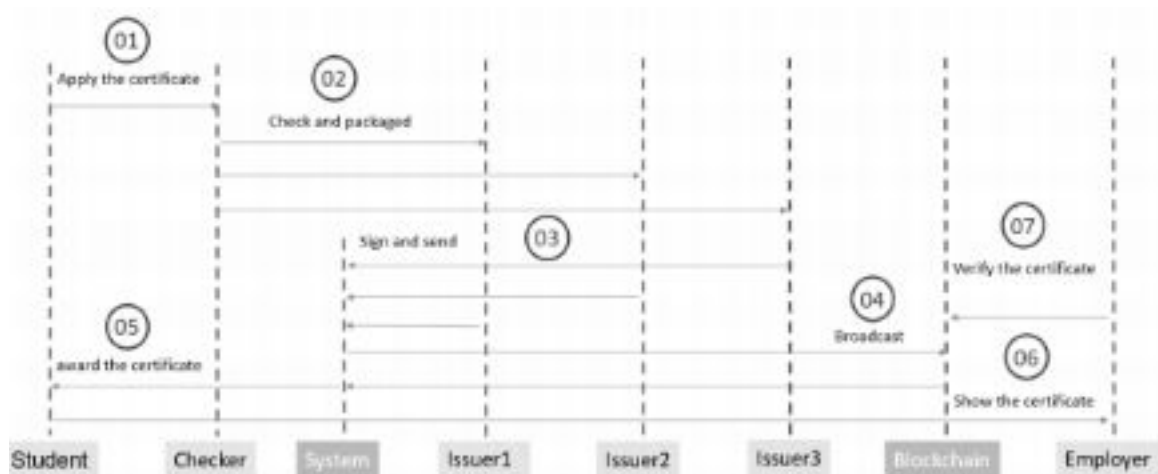 01
Apply the certificate
02
Check and packaged
Sign and send
03
07
Verify the certificate
04
Broadcast
05
award the certificate
06
Show the certificate
Student Checker System Issuer1 Issuer2 Issuer3 Blockchain Employer